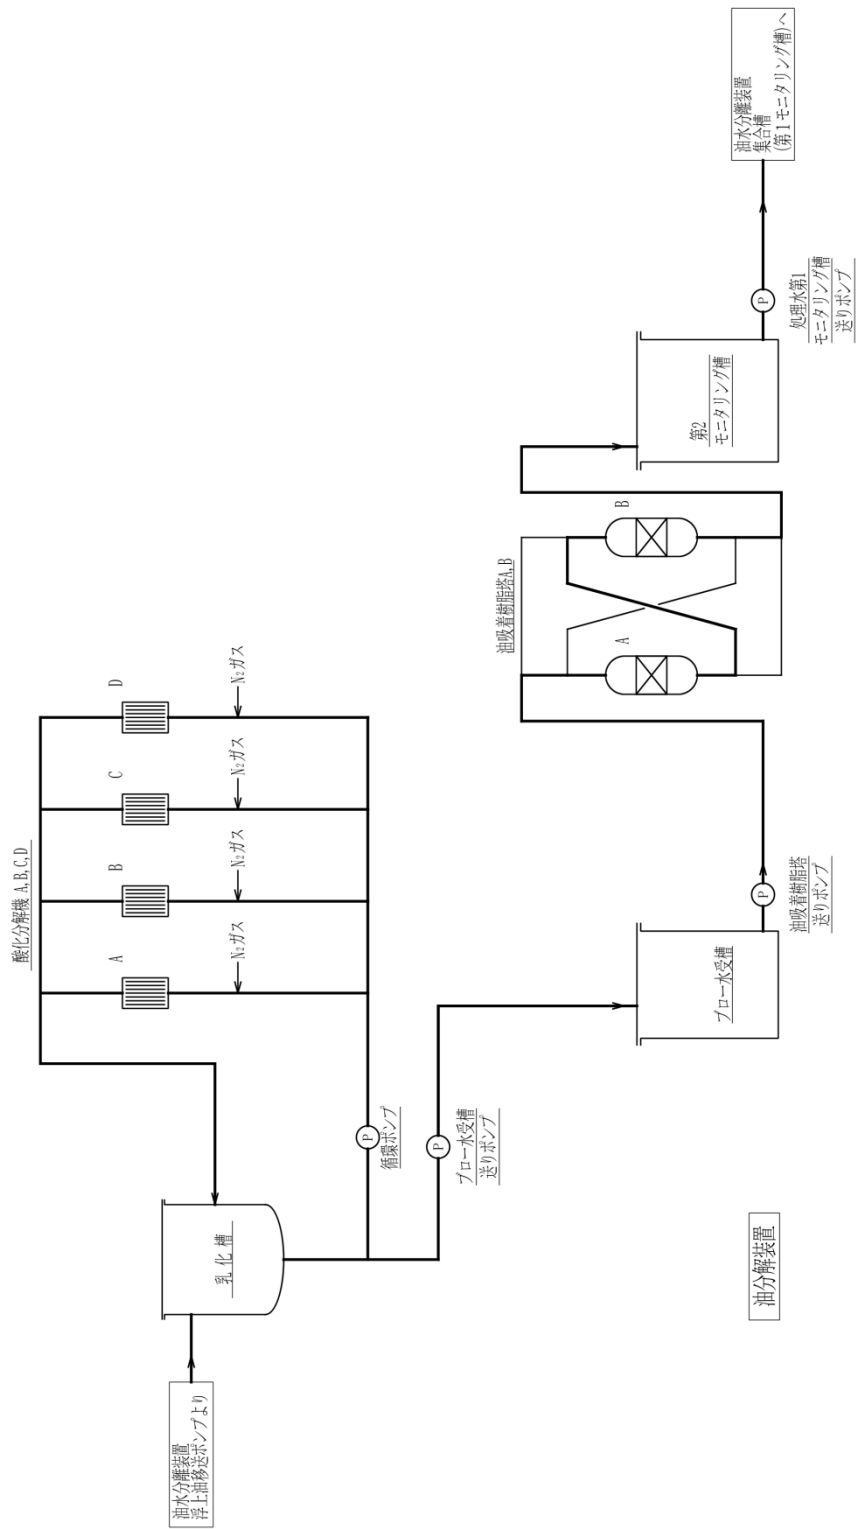 油水分離装置
浮上油移送ポンプより
乳 化 槽
循環ポンプ
ブロー水受槽
送りポンプ
酸化分解機 A,B,C,D
A
B
C
D
N₂ガス
N₂ガス
N₂ガス
N₂ガス
ブロー水受槽
油吸着樹脂塔
送りポンプ
油吸着樹脂塔A,B
A
B
第2
モニタリング槽
処理水第1
モニタリング槽
送りポンプ
油水分離装置
集合槽
(第1モニタリング槽)へ
P
P
P
P
油分解装置